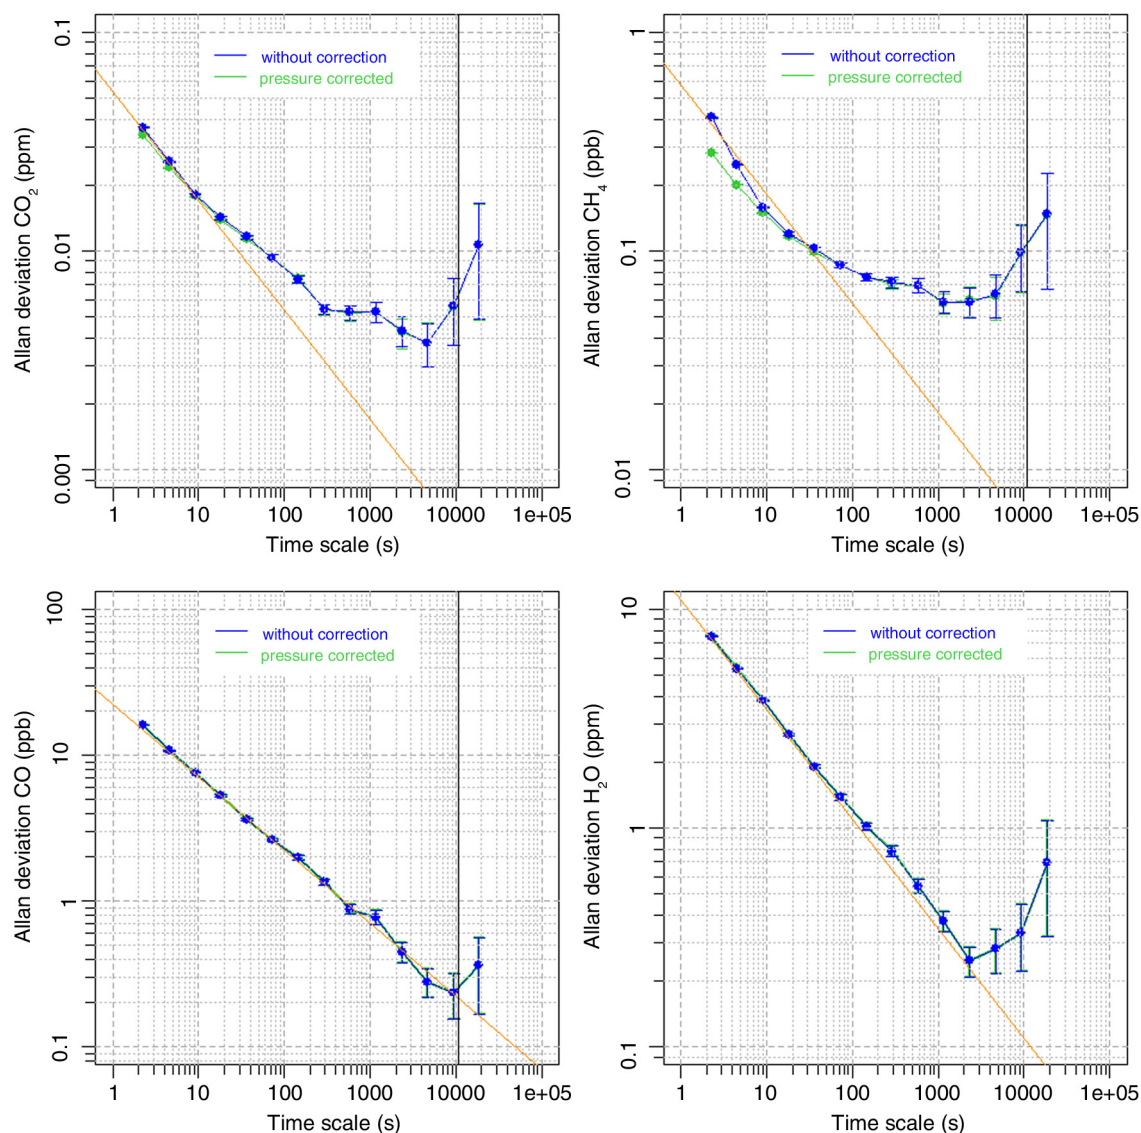 without correction
pressure corrected
Allan deviation CO2 (ppm)
0.1
0.01
0.001
1 10 100 1000 10000 1e+05
Time scale (s)
without correction
pressure corrected
Allan deviation CH4 (ppb)
1
0.1
0.01
1 10 100 1000 10000 1e+05
Time scale (s)
without correction
pressure corrected
Allan deviation CO (ppb)
100
10
1
0.1
1 10 100 1000 10000 1e+05
Time scale (s)
without correction
pressure corrected
Allan deviation H2O (ppm)
10
1
0.1
1 10 100 1000 10000 1e+05
Time scale (s)